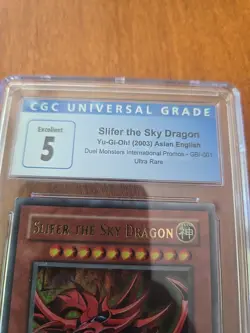 CGC UNIVERSAL GRADE
Excellent
5
Slifer the Sky Dragon
Yu-Gi-Oh! (2003) Asian English
Duel Monsters International Promos - GBI-001
Ultra Rare
SLIFER THE SKY DRAGON
神